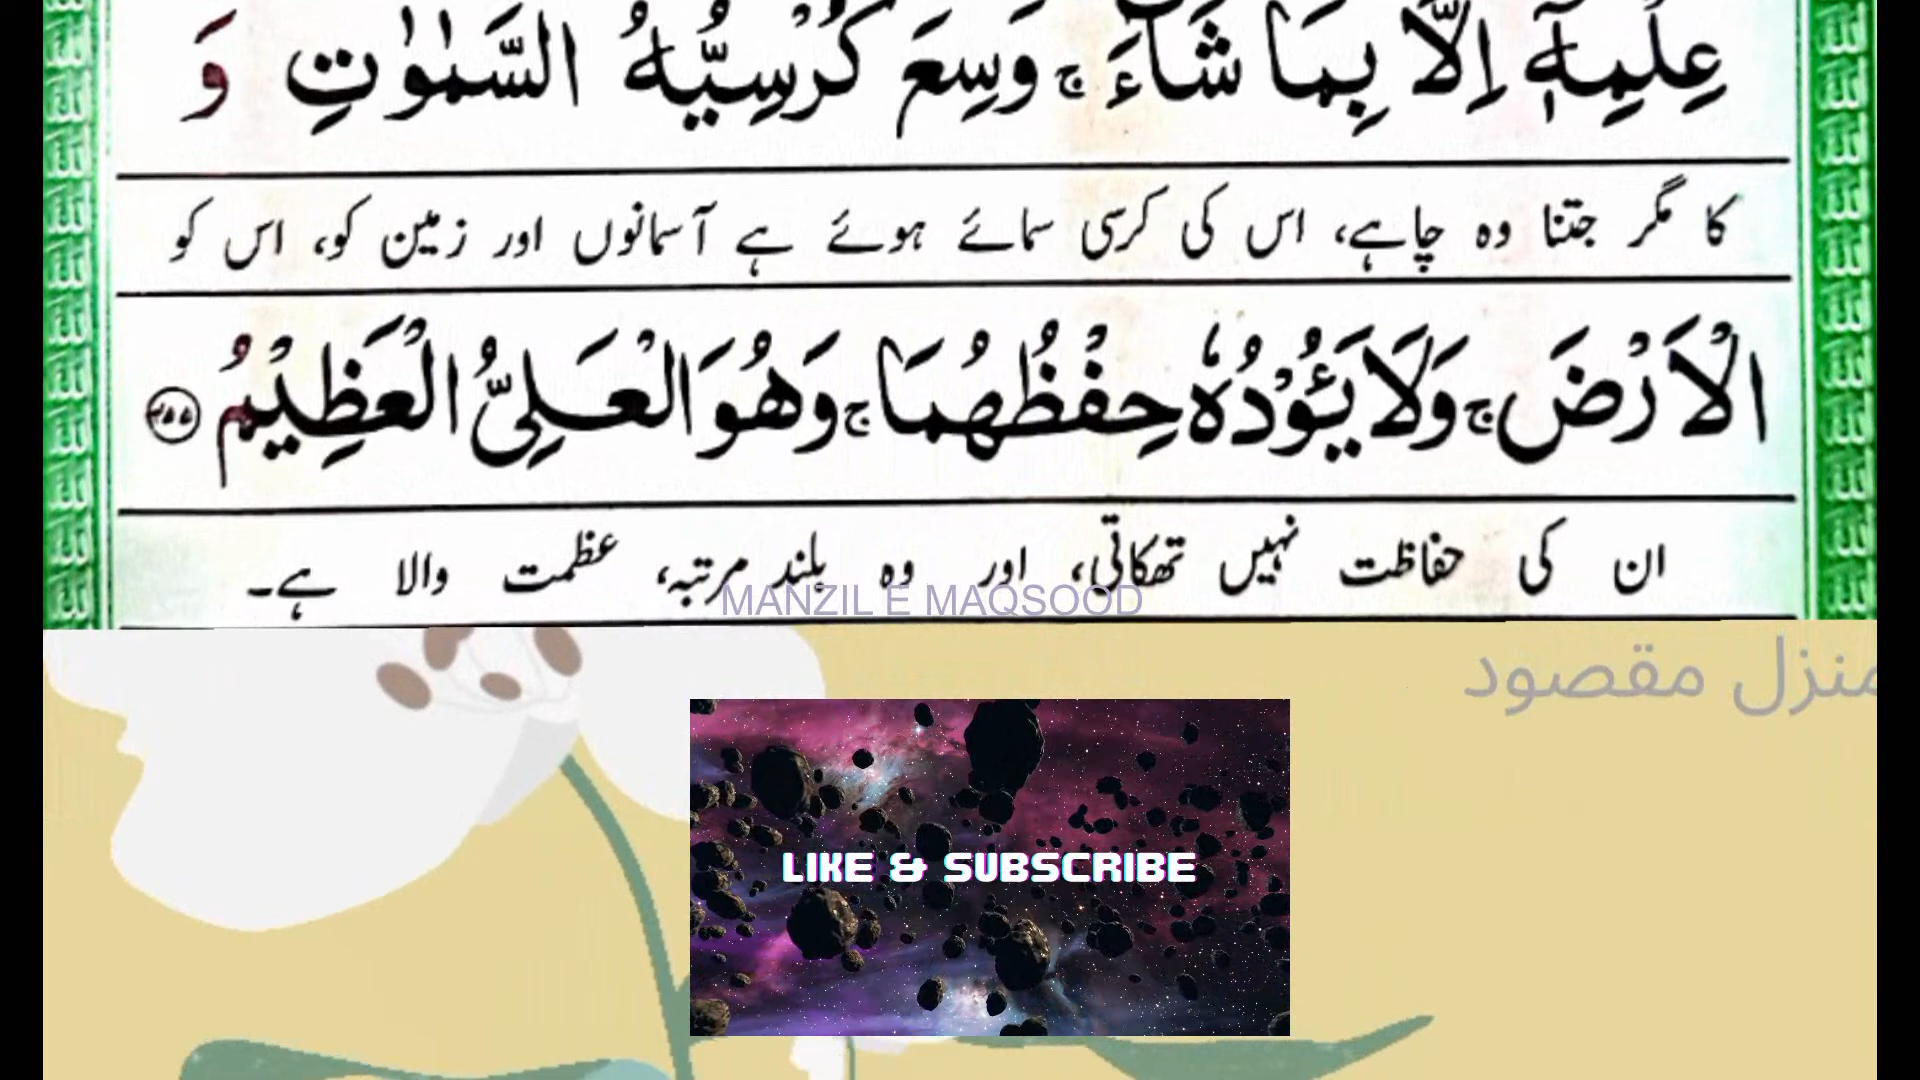 عِلْمِهٖٓ اِلَّا بِمَا شَآءَ ۚ وَسِعَ كُرْسِيُّهُ السَّمٰوٰتِ وَ
کا مگر جتنا وہ چاہے، اس کی کرسی سمائے ہوئے ہے آسمانوں اور زمین کو، اس کو
الْاَرْضَ ۚ وَلَا يَـُٔوْدُهٗ حِفْظُهُمَا ۚ وَهُوَ الْعَلِىُّ الْعَظِيْمُ ﴿۲۵۵﴾
ان کی حفاظت نہیں تھکاتی، اور وہ بلند مرتبہ، عظمت والا ہے۔
MANZIL E MAQSOOD
منزل مقصود
LIKE & SUBSCRIBE